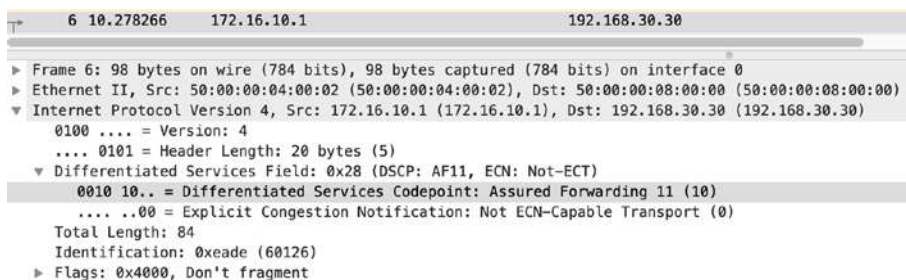 6 10.278266 172.16.10.1 192.168.30.30
Frame 6: 98 bytes on wire (784 bits), 98 bytes captured (784 bits) on interface 0
Ethernet II, Src: 50:00:00:04:00:02 (50:00:00:04:00:02), Dst: 50:00:00:08:00:00 (50:00:00:08:00:00)
Internet Protocol Version 4, Src: 172.16.10.1 (172.16.10.1), Dst: 192.168.30.30 (192.168.30.30)
0100 .... = Version: 4
.... 0101 = Header Length: 20 bytes (5)
Differentiated Services Field: 0x28 (DSCP: AF11, ECN: Not-ECT)
0010 10.. = Differentiated Services Codepoint: Assured Forwarding 11 (10)
.... ..00 = Explicit Congestion Notification: Not ECN-Capable Transport (0)
Total Length: 84
Identification: 0xeade (60126)
Flags: 0x4000, Don't fragment